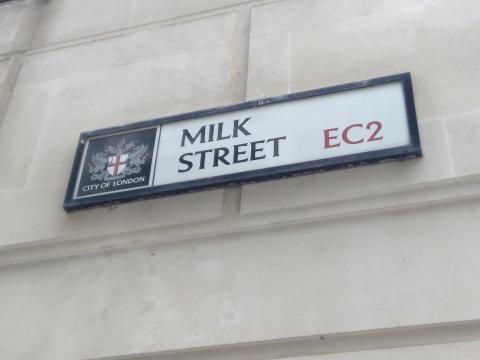 MILK
STREET
EC2
CITY OF LONDON